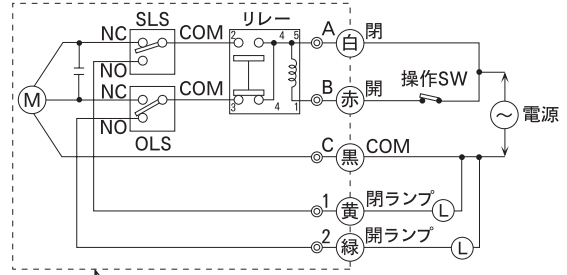 SLS リレー
NC COM 2 4 5 A 白 閉
NO
NC COM 3 4 1 B 赤 開 操作SW
M
NO
OLS
〜 電源
C 黒 COM
1 黄 閉ランプ L
2 緑 開ランプ L